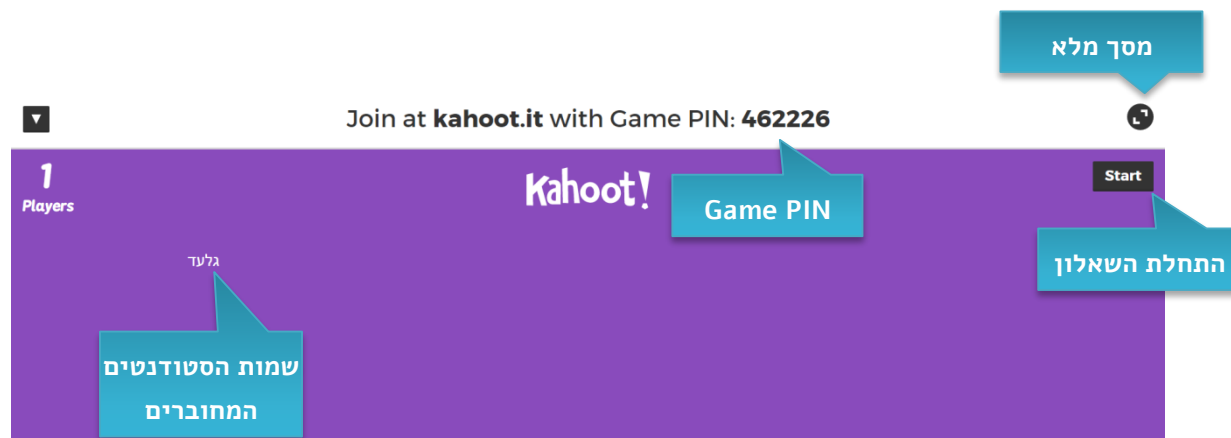 מסך מלא
▼
Join at kahoot.it with Game PIN: 462226
1
Players
Kahoot!
Start
Game PIN
התחלת השאלון
גלעד
שמות הסטודנטים
המחוברים